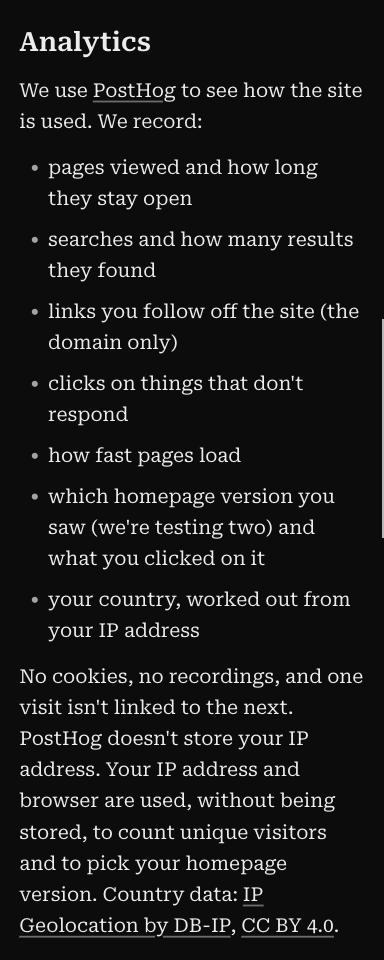 Analytics
We use PostHog to see how the site
is used. We record:
• pages viewed and how long
they stay open
• searches and how many results
they found
• links you follow off the site (the
domain only)
• clicks on things that don't
respond
• how fast pages load
• which homepage version you
saw (we're testing two) and
what you clicked on it
• your country, worked out from
your IP address
No cookies, no recordings, and one
visit isn't linked to the next.
PostHog doesn't store your IP
address. Your IP address and
browser are used, without being
stored, to count unique visitors
and to pick your homepage
version. Country data: IP
Geolocation by DB-IP, CC BY 4.0.